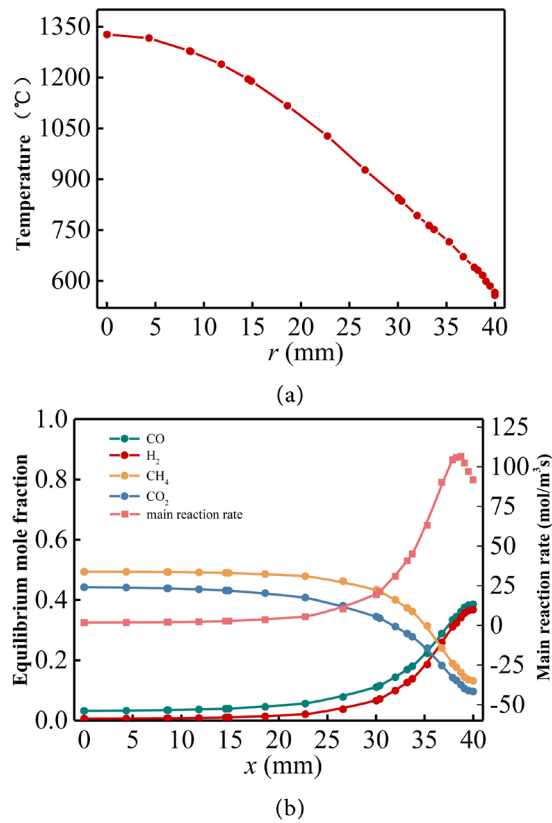 1350
1200
1050
900
750
600
Temperature (℃)
0 5 10 15 20 25 30 35 40
r (mm)
(a)
1.0
0.8
0.6
0.4
0.2
0.0
Equilibrium mole fraction
CO
H₂
CH₄
CO₂
main reaction rate
125
100
75
50
25
0
-25
-50
Main reaction rate (mol/m³s)
0 5 10 15 20 25 30 35 40
x (mm)
(b)